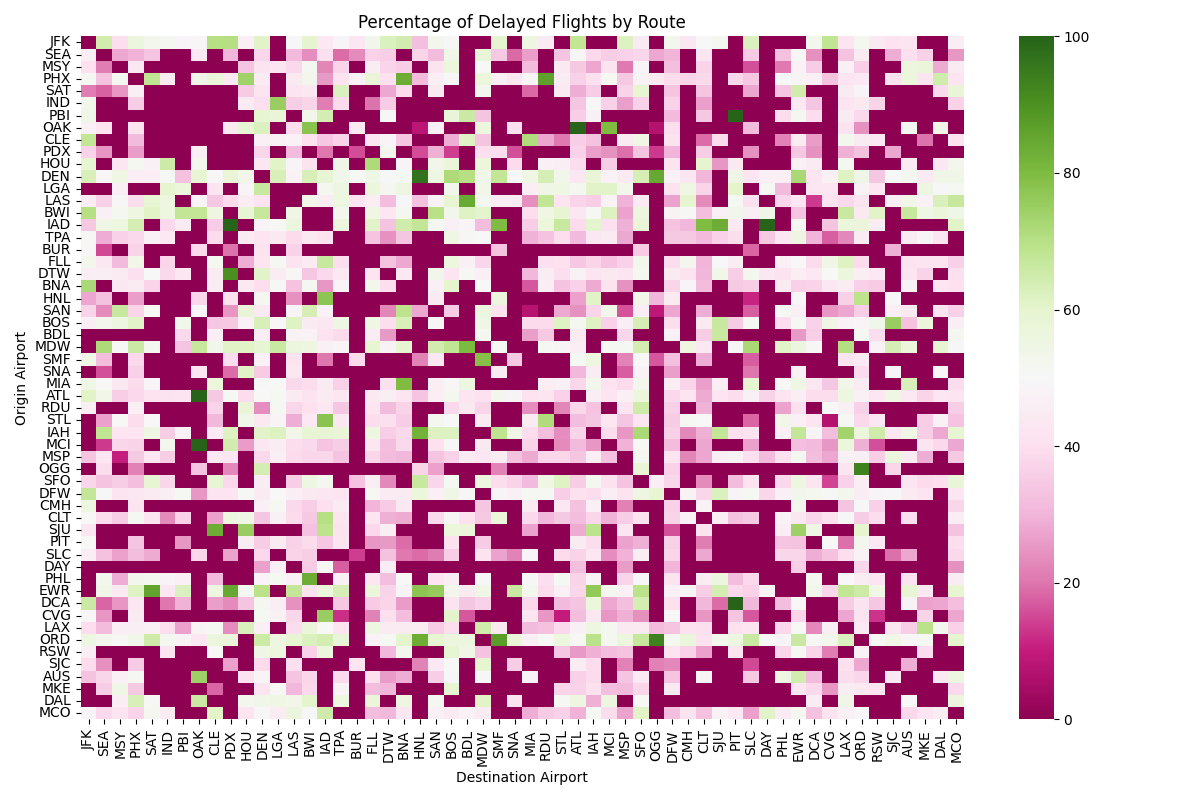 Percentage of Delayed Flights by Route
Origin Airport
JFK
SEA
MSY
PHX
SAT
IND
PBI
OAK
CLE
PDX
HOU
DEN
LGA
LAS
BWI
IAD
TPA
BUR
FLL
DTW
BNA
HNL
SAN
BOS
BDL
MDW
SMF
SNA
MIA
ATL
RDU
STL
IAH
MCI
MSP
OGG
SFO
DFW
CMH
CLT
SJU
PIT
SLC
DAY
PHL
EWR
DCA
CVG
LAX
ORD
RSW
SJC
AUS
MKE
DAL
MCO
JFK SEA MSY PHX SAT IND PBI OAK CLE PDX HOU DEN LGA LAS BWI IAD TPA BUR FLL DTW BNA HNL SAN BOS BDL MDW SMF SNA MIA RDU STL ATL IAH MCI MSP SFO OGG DFW CMH CLT SJU PIT SLC DAY PHL EWR DCA CVG LAX ORD RSW SJC AUS MKE DAL MCO
Destination Airport
100
80
60
40
20
0